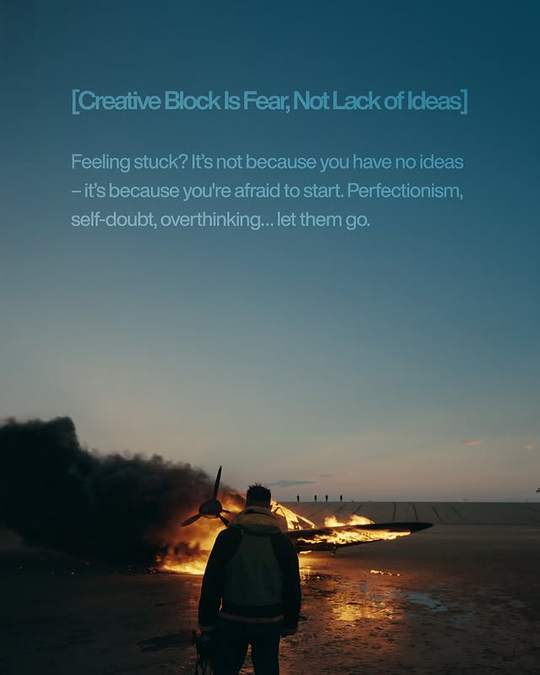 [Creative Block Is Fear, Not Lack of Ideas]
Feeling stuck? It’s not because you have no ideas
– it’s because you're afraid to start. Perfectionism,
self-doubt, overthinking... let them go.